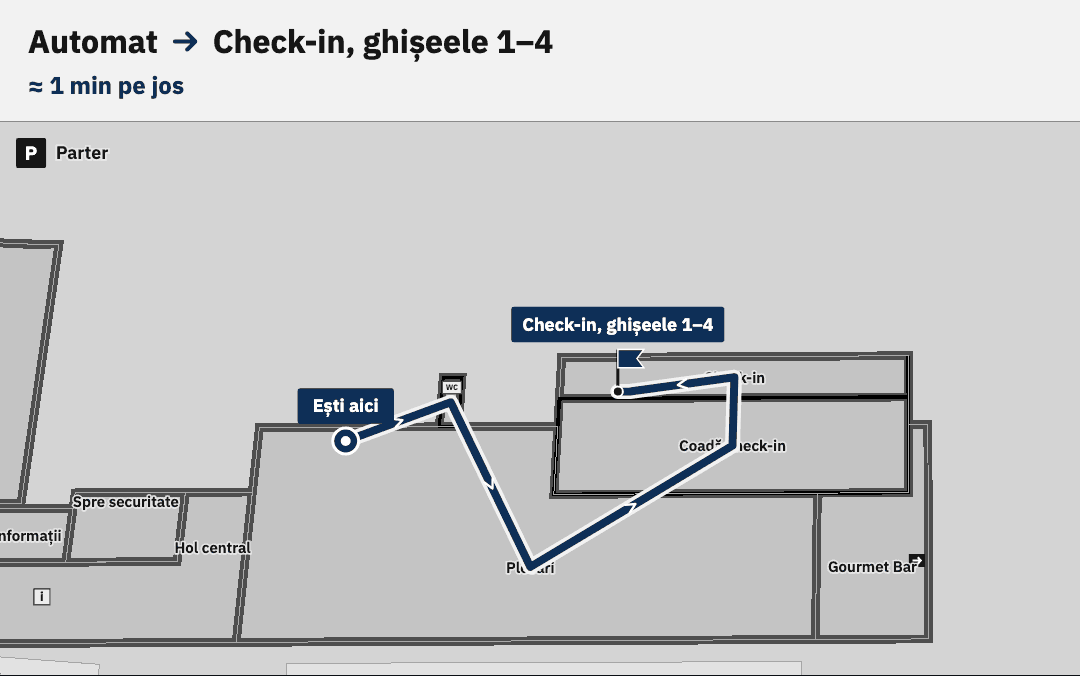 Automat → Check-in, ghișeele 1–4
≈ 1 min pe jos
P Parter
Check-in, ghișeele 1–4
wc
Ești aici
Coadă
Spre securitate
Hol central
Gourmet Bar
i